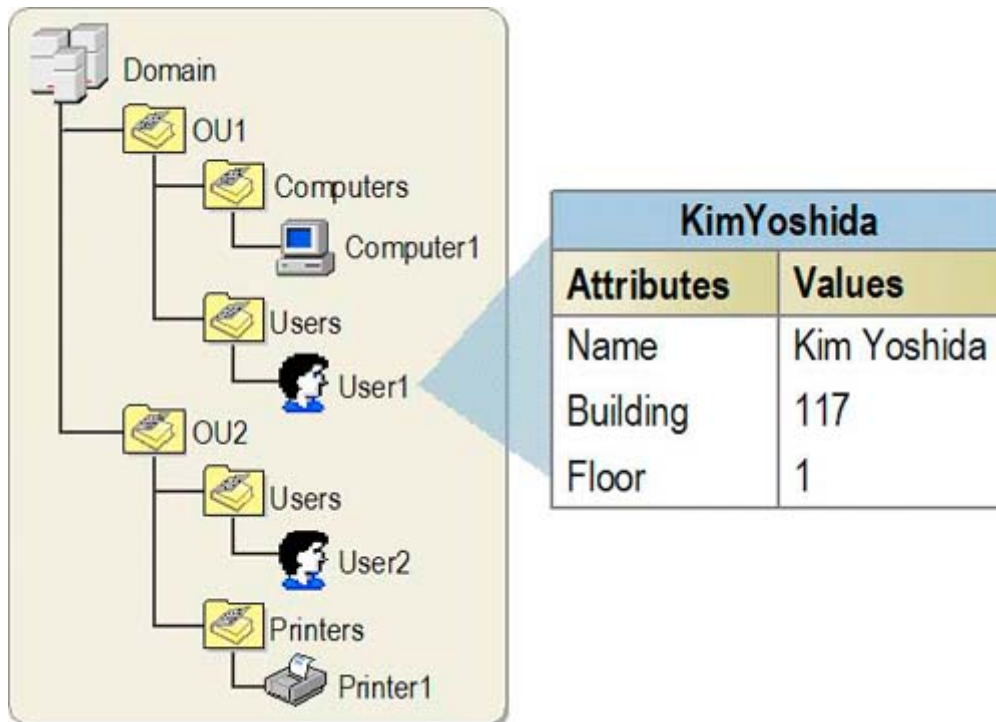 Domain
OU1
Computers
Computer1
Users
User1
OU2
Users
User2
Printers
Printer1
KimYoshida
Attributes Values
Name Kim Yoshida
Building 117
Floor 1